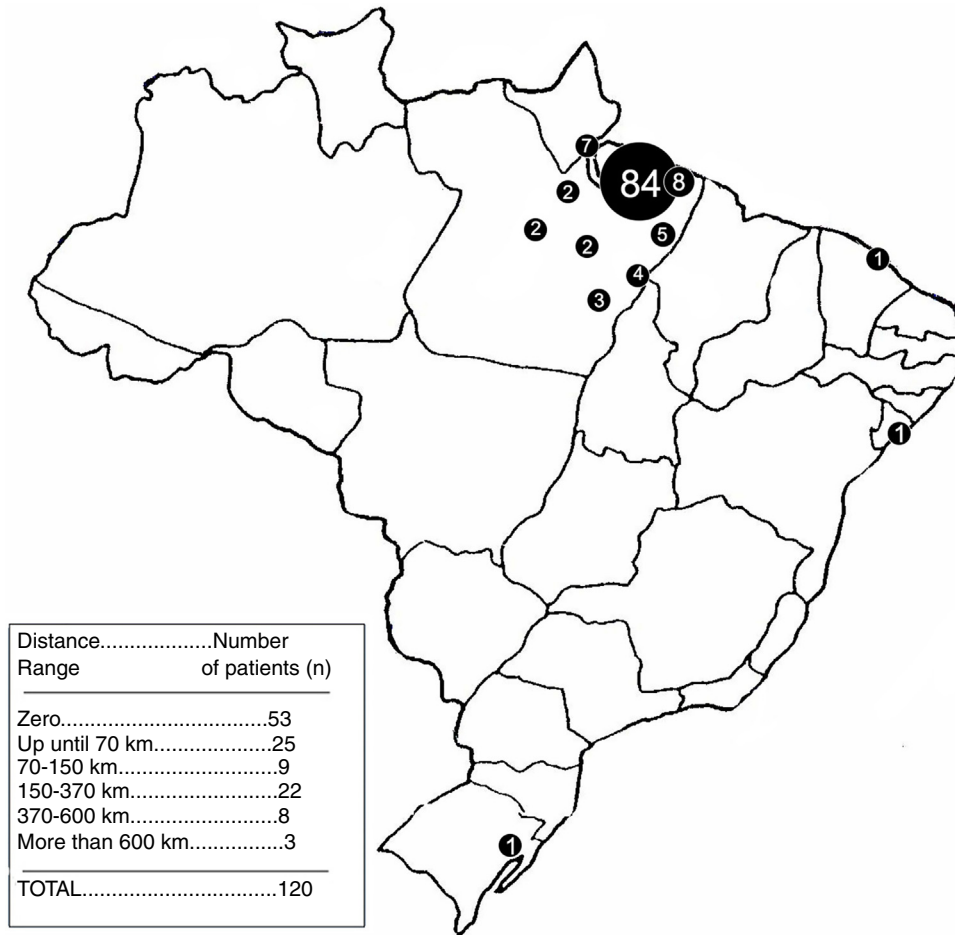 7
84 8
2
2
5
2
1
4
3
1
Distance...................Number
Range of patients (n)
Zero...................................53
Up until 70 km....................25
70-150 km...........................9
150-370 km.........................22
370-600 km.........................8
More than 600 km................3
TOTAL.................................120
1